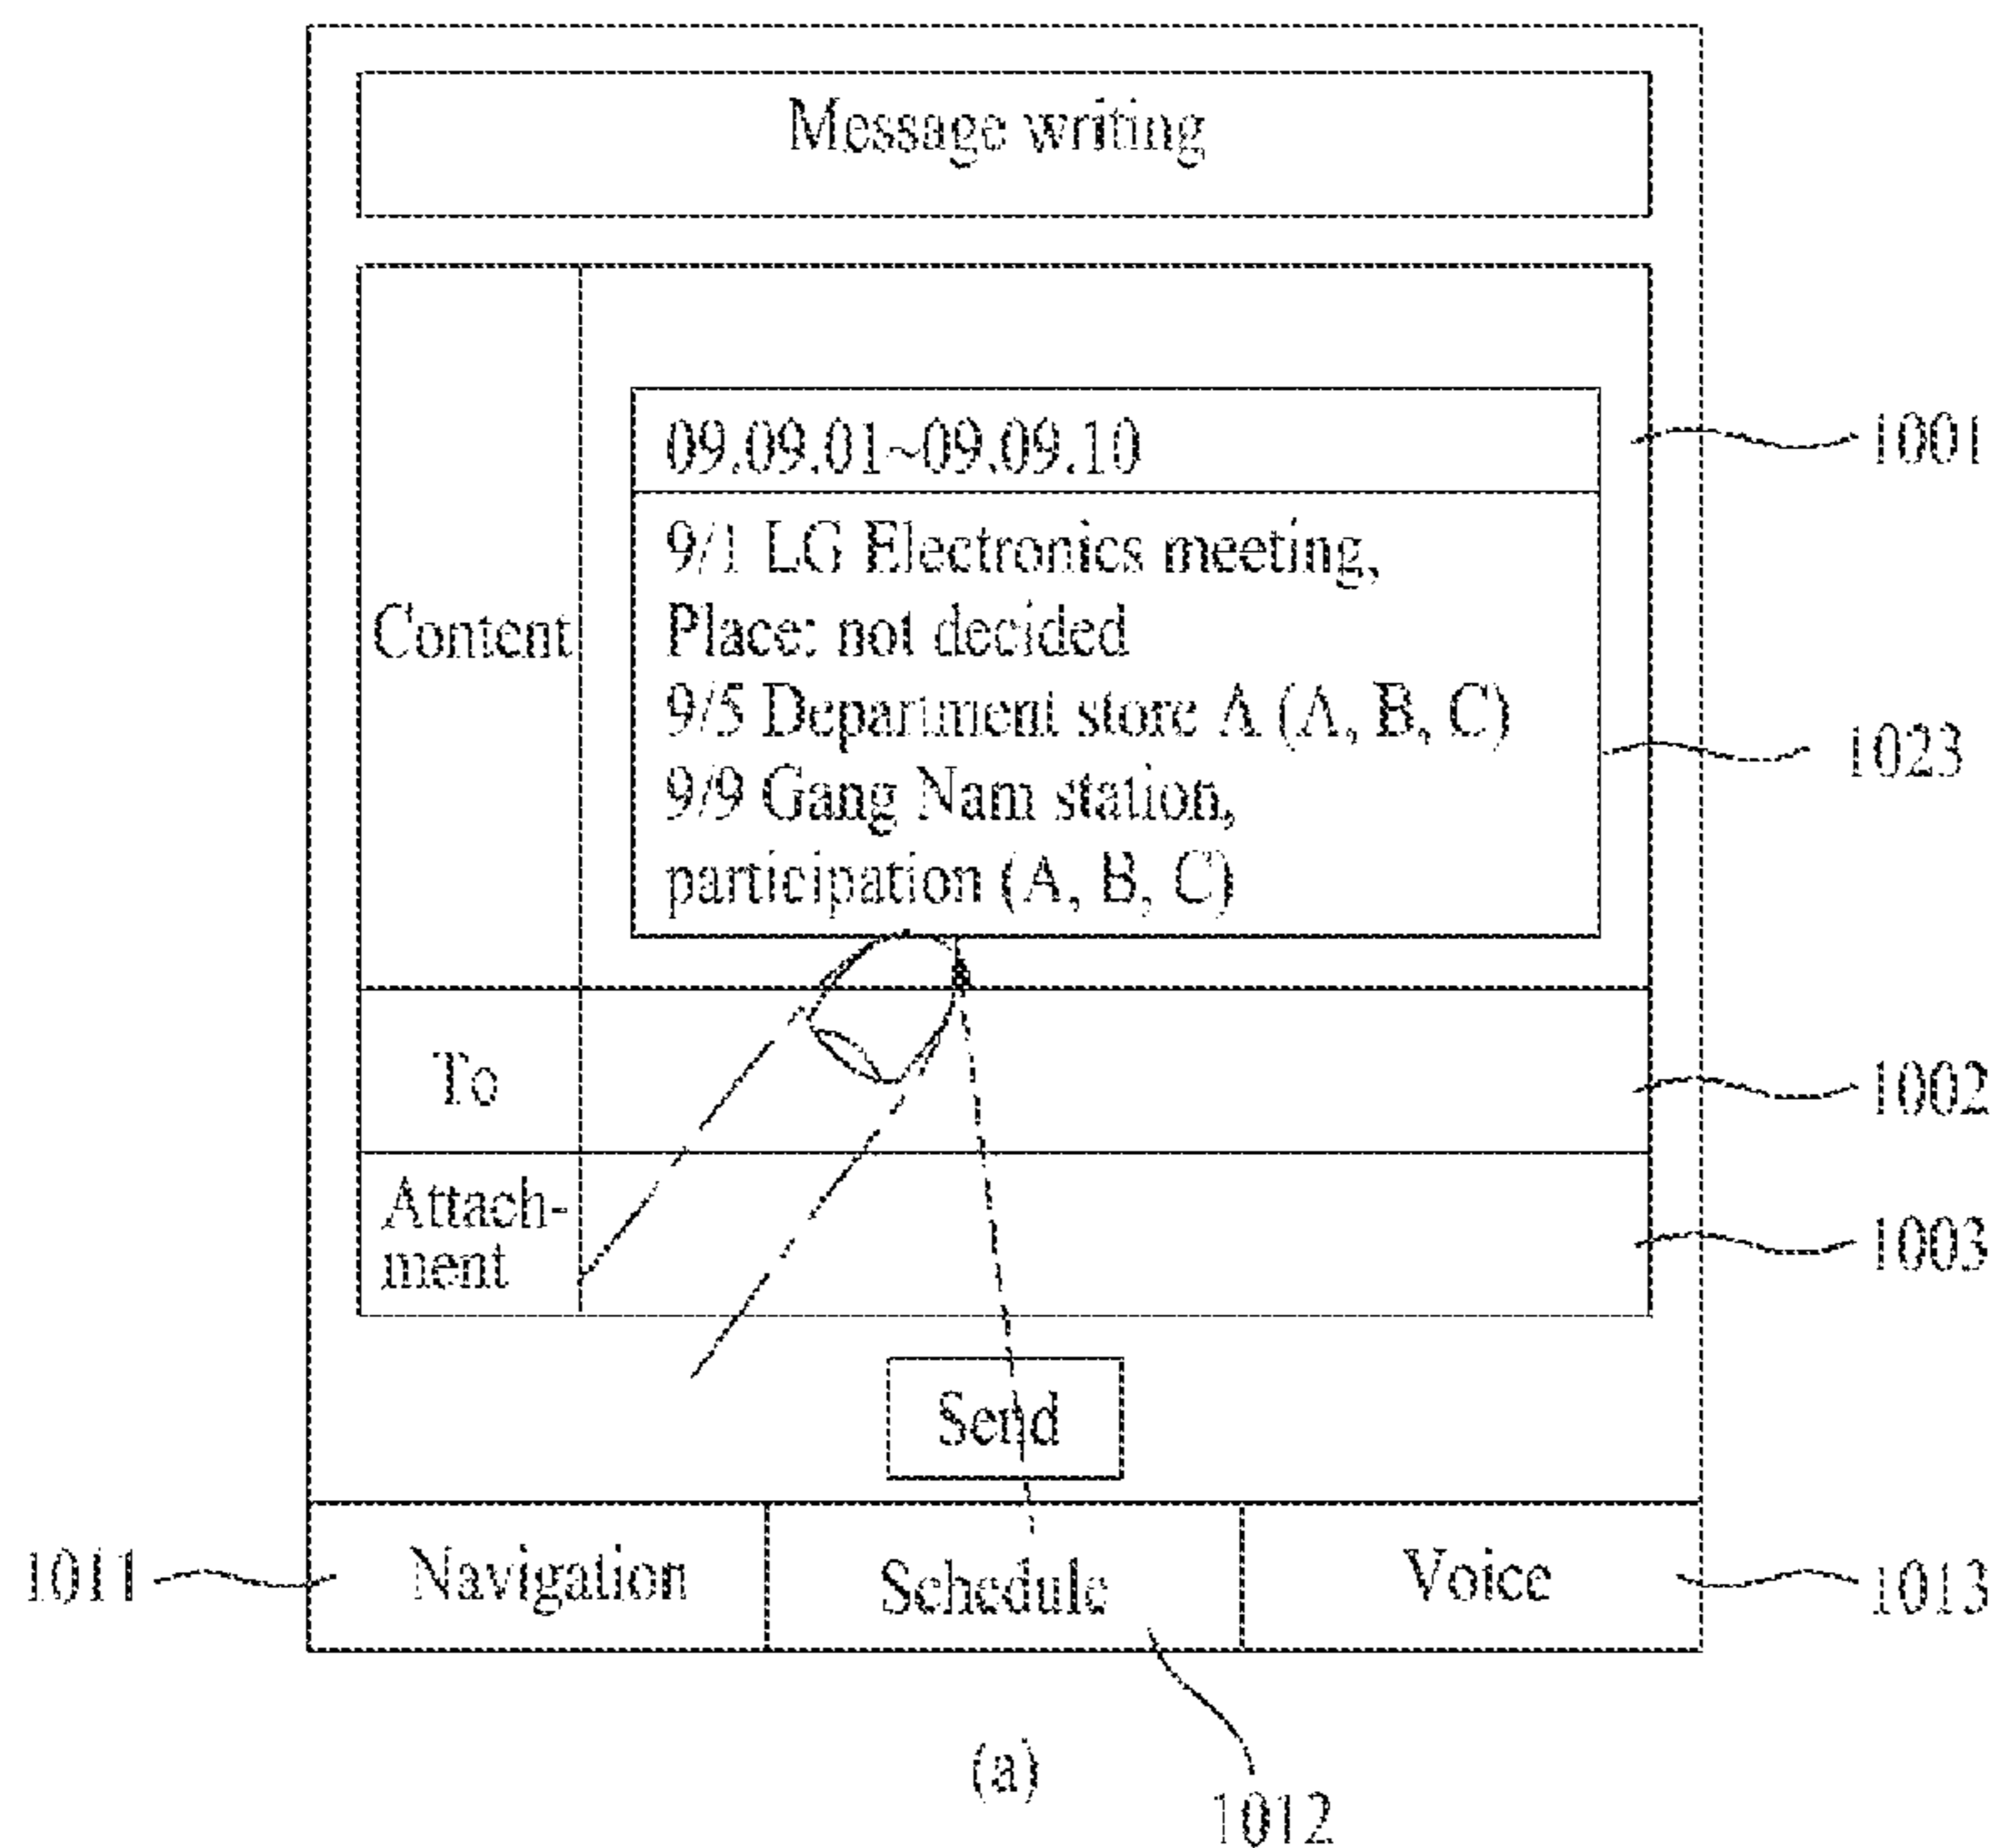 Message writing
09.09.01~09.09.10
1001
9/1 LG Electronics meeting,
Place: not decided
Content
9/5 Department store A (A, B, C)
1023
9/9 Gang Nam station,
participation (A, B, C)
To
1002
Attach-
ment
1003
Send
1011
Navigation
Schedule
Voice
1013
(a)
1012